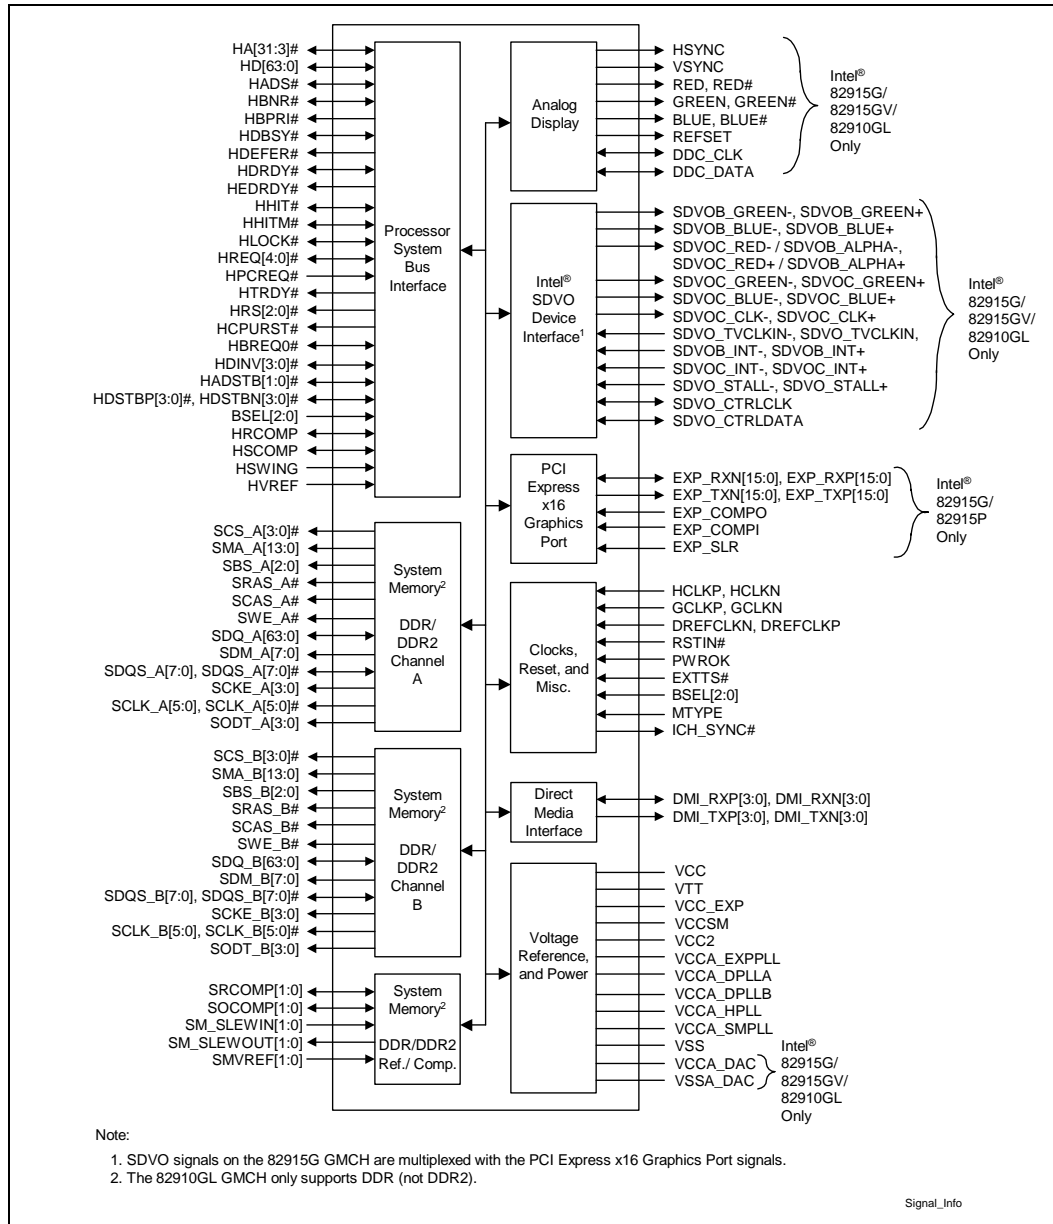 HA[31:3]#
HD[63:0]
HADS#
HBNR#
HBPRI#
HDBSY#
HDEFER#
HDRDY#
HEDRDY#
HHIT#
HHITM#
HLOCK#
HREQ[4:0]#
HPCREQ#
HTRDY#
HRS[2:0]#
HCPURST#
HBREQ0#
HDINV[3:0]#
HADSTB[1:0]#
HDSTBP[3:0]#, HDSTBN[3:0]#
BSEL[2:0]
HRCOMP
HSCOMP
HSWING
HVREF
Processor
System
Bus
Interface
SCS_A[3:0]#
SMA_A[13:0]
SBS_A[2:0]
SRAS_A#
SCAS_A#
SWE_A#
SDQ_A[63:0]
SDM_A[7:0]
SDQS_A[7:0], SDQS_A[7:0]#
SCKE_A[3:0]
SCLK_A[5:0], SCLK_A[5:0]#
SODT_A[3:0]
System
Memory2
DDR/
DDR2
Channel
A
SCS_B[3:0]#
SMA_B[13:0]
SBS_B[2:0]
SRAS_B#
SCAS_B#
SWE_B#
SDQ_B[63:0]
SDM_B[7:0]
SDQS_B[7:0], SDQS_B[7:0]#
SCKE_B[3:0]
SCLK_B[5:0], SCLK_B[5:0]#
SODT_B[3:0]
System
Memory2
DDR/
DDR2
Channel
B
SRCOMP[1:0]
SOCOMP[1:0]
SM_SLEWIN[1:0]
SM_SLEWOUT[1:0]
SMVREF[1:0]
System
Memory2
DDR/DDR2
Ref./ Comp.
Analog
Display
HSYNC
VSYNC
RED, RED#
GREEN, GREEN#
BLUE, BLUE#
REFSET
DDC_CLK
DDC_DATA
Intel®
82915G/
82915GV/
82910GL
Only
Intel®
SDVO
Device
Interface1
SDVOB_GREEN-, SDVOB_GREEN+
SDVOB_BLUE-, SDVOB_BLUE+
SDVOC_RED- / SDVOB_ALPHA-,
SDVOC_RED+ / SDVOB_ALPHA+
SDVOC_GREEN-, SDVOC_GREEN+
SDVOC_BLUE-, SDVOC_BLUE+
SDVOC_CLK-, SDVOC_CLK+
SDVO_TVCLKIN-, SDVO_TVCLKIN,
SDVOB_INT-, SDVOB_INT+
SDVOC_INT-, SDVOC_INT+
SDVO_STALL-, SDVO_STALL+
SDVO_CTRLCLK
SDVO_CTRLDATA
Intel®
82915G/
82915GV/
82910GL
Only
PCI
Express
x16
Graphics
Port
EXP_RXN[15:0], EXP_RXP[15:0]
EXP_TXN[15:0], EXP_TXP[15:0]
EXP_COMPO
EXP_COMPI
EXP_SLR
Intel®
82915G/
82915P
Only
Clocks,
Reset, and
Misc.
HCLKP, HCLKN
GCLKP, GCLKN
DREFCLKN, DREFCLKP
RSTIN#
PWROK
EXTTS#
BSEL[2:0]
MTYPE
ICH_SYNC#
Direct
Media
Interface
DMI_RXP[3:0], DMI_RXN[3:0]
DMI_TXP[3:0], DMI_TXN[3:0]
Voltage
Reference,
and Power
VCC
VTT
VCC_EXP
VCCSM
VCC2
VCCA_EXPPLL
VCCA_DPLLA
VCCA_DPLLB
VCCA_HPLL
VCCA_SMPLL
VSS
VCCA_DAC
VSSA_DAC
Intel®
82915G/
82915GV/
82910GL
Only
Note:
1. SDVO signals on the 82915G GMCH are multiplexed with the PCI Express x16 Graphics Port signals.
2. The 82910GL GMCH only supports DDR (not DDR2).
Signal_Info